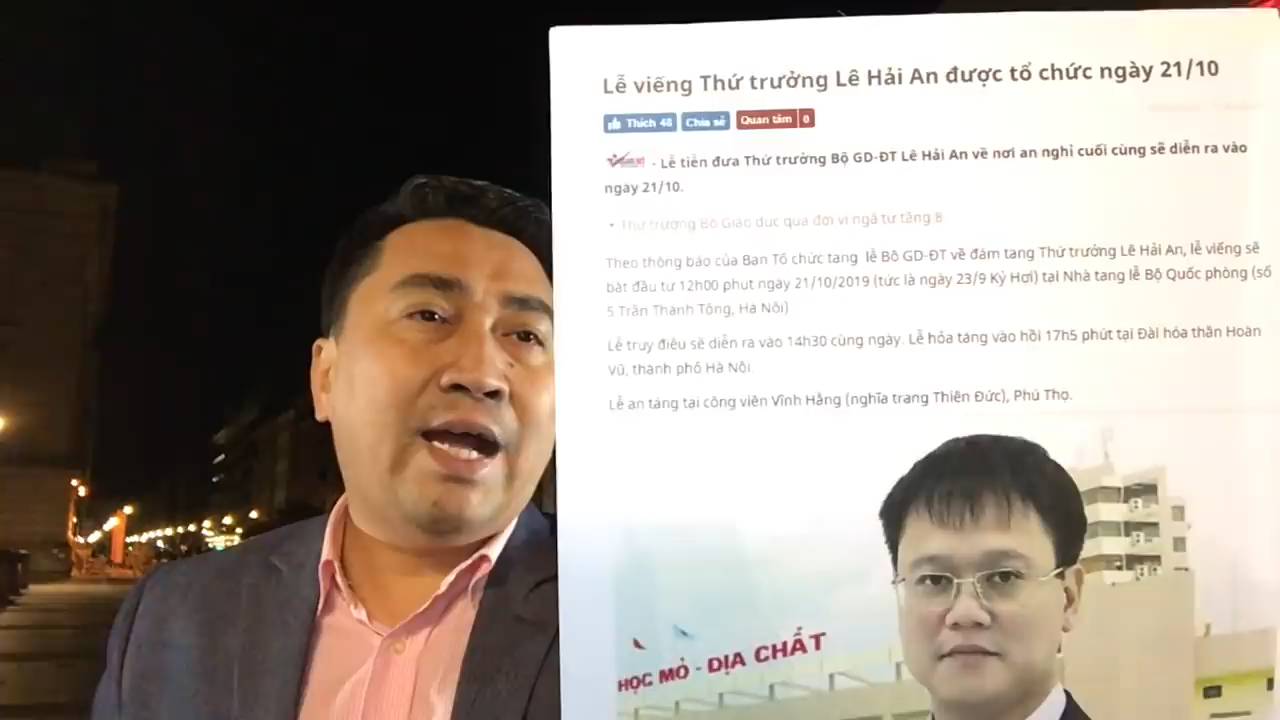 Lễ viếng Thứ trưởng Lê Hải An được tổ chức ngày 21/10
Thích 48 Chia sẻ Quan tâm 0
- Lễ tiễn đưa Thứ trưởng Bộ GD-ĐT Lê Hải An về nơi an nghỉ cuối cùng sẽ diễn ra vào
ngày 21/10.
• Thứ trưởng Bộ Giáo dục qua đời vì ngã từ tầng 8
Theo thông báo của Ban Tổ chức tang lễ Bộ GD-ĐT về đám tang Thứ trưởng Lê Hải An, lễ viếng sẽ
bắt đầu từ 12h00 phút ngày 21/10/2019 (tức là ngày 23/9 Kỷ Hợi) tại Nhà tang lễ Bộ Quốc phòng (số
5 Trần Thánh Tông, Hà Nội)
Lễ truy điệu sẽ diễn ra vào 14h30 cùng ngày. Lễ hỏa táng vào hồi 17h5 phút tại Đài hóa thân Hoàn
Vũ, thành phố Hà Nội.
Lễ an táng tại công viên Vĩnh Hằng (nghĩa trang Thiên Đức), Phú Thọ.
HỌC MỎ - ĐỊA CHẤT